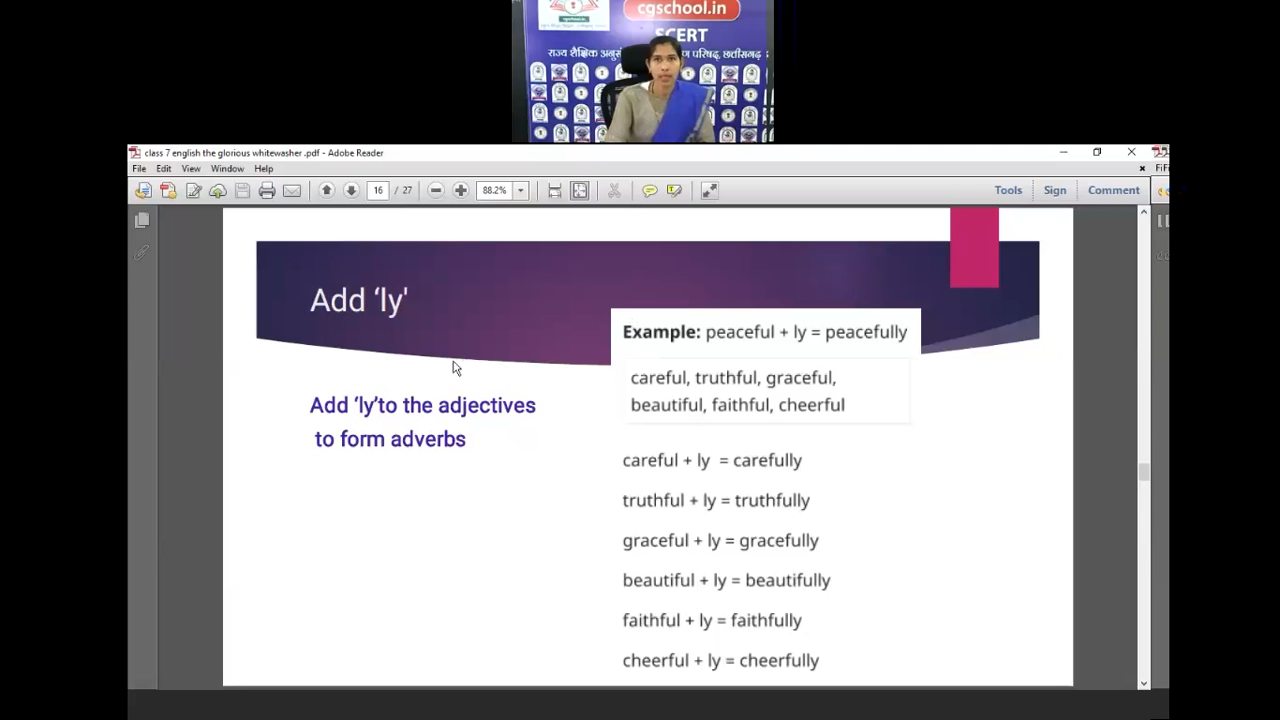 cgschool.in
SCERT
class 7 english the glorious whitewasher .pdf - Adobe Reader
File Edit View Window Help
16 / 27 88.2% Tools Sign Comment
Add ‘ly'
Example: peaceful + ly = peacefully
careful, truthful, graceful,
beautiful, faithful, cheerful
Add ‘ly’to the adjectives
to form adverbs
careful + ly = carefully
truthful + ly = truthfully
graceful + ly = gracefully
beautiful + ly = beautifully
faithful + ly = faithfully
cheerful + ly = cheerfully